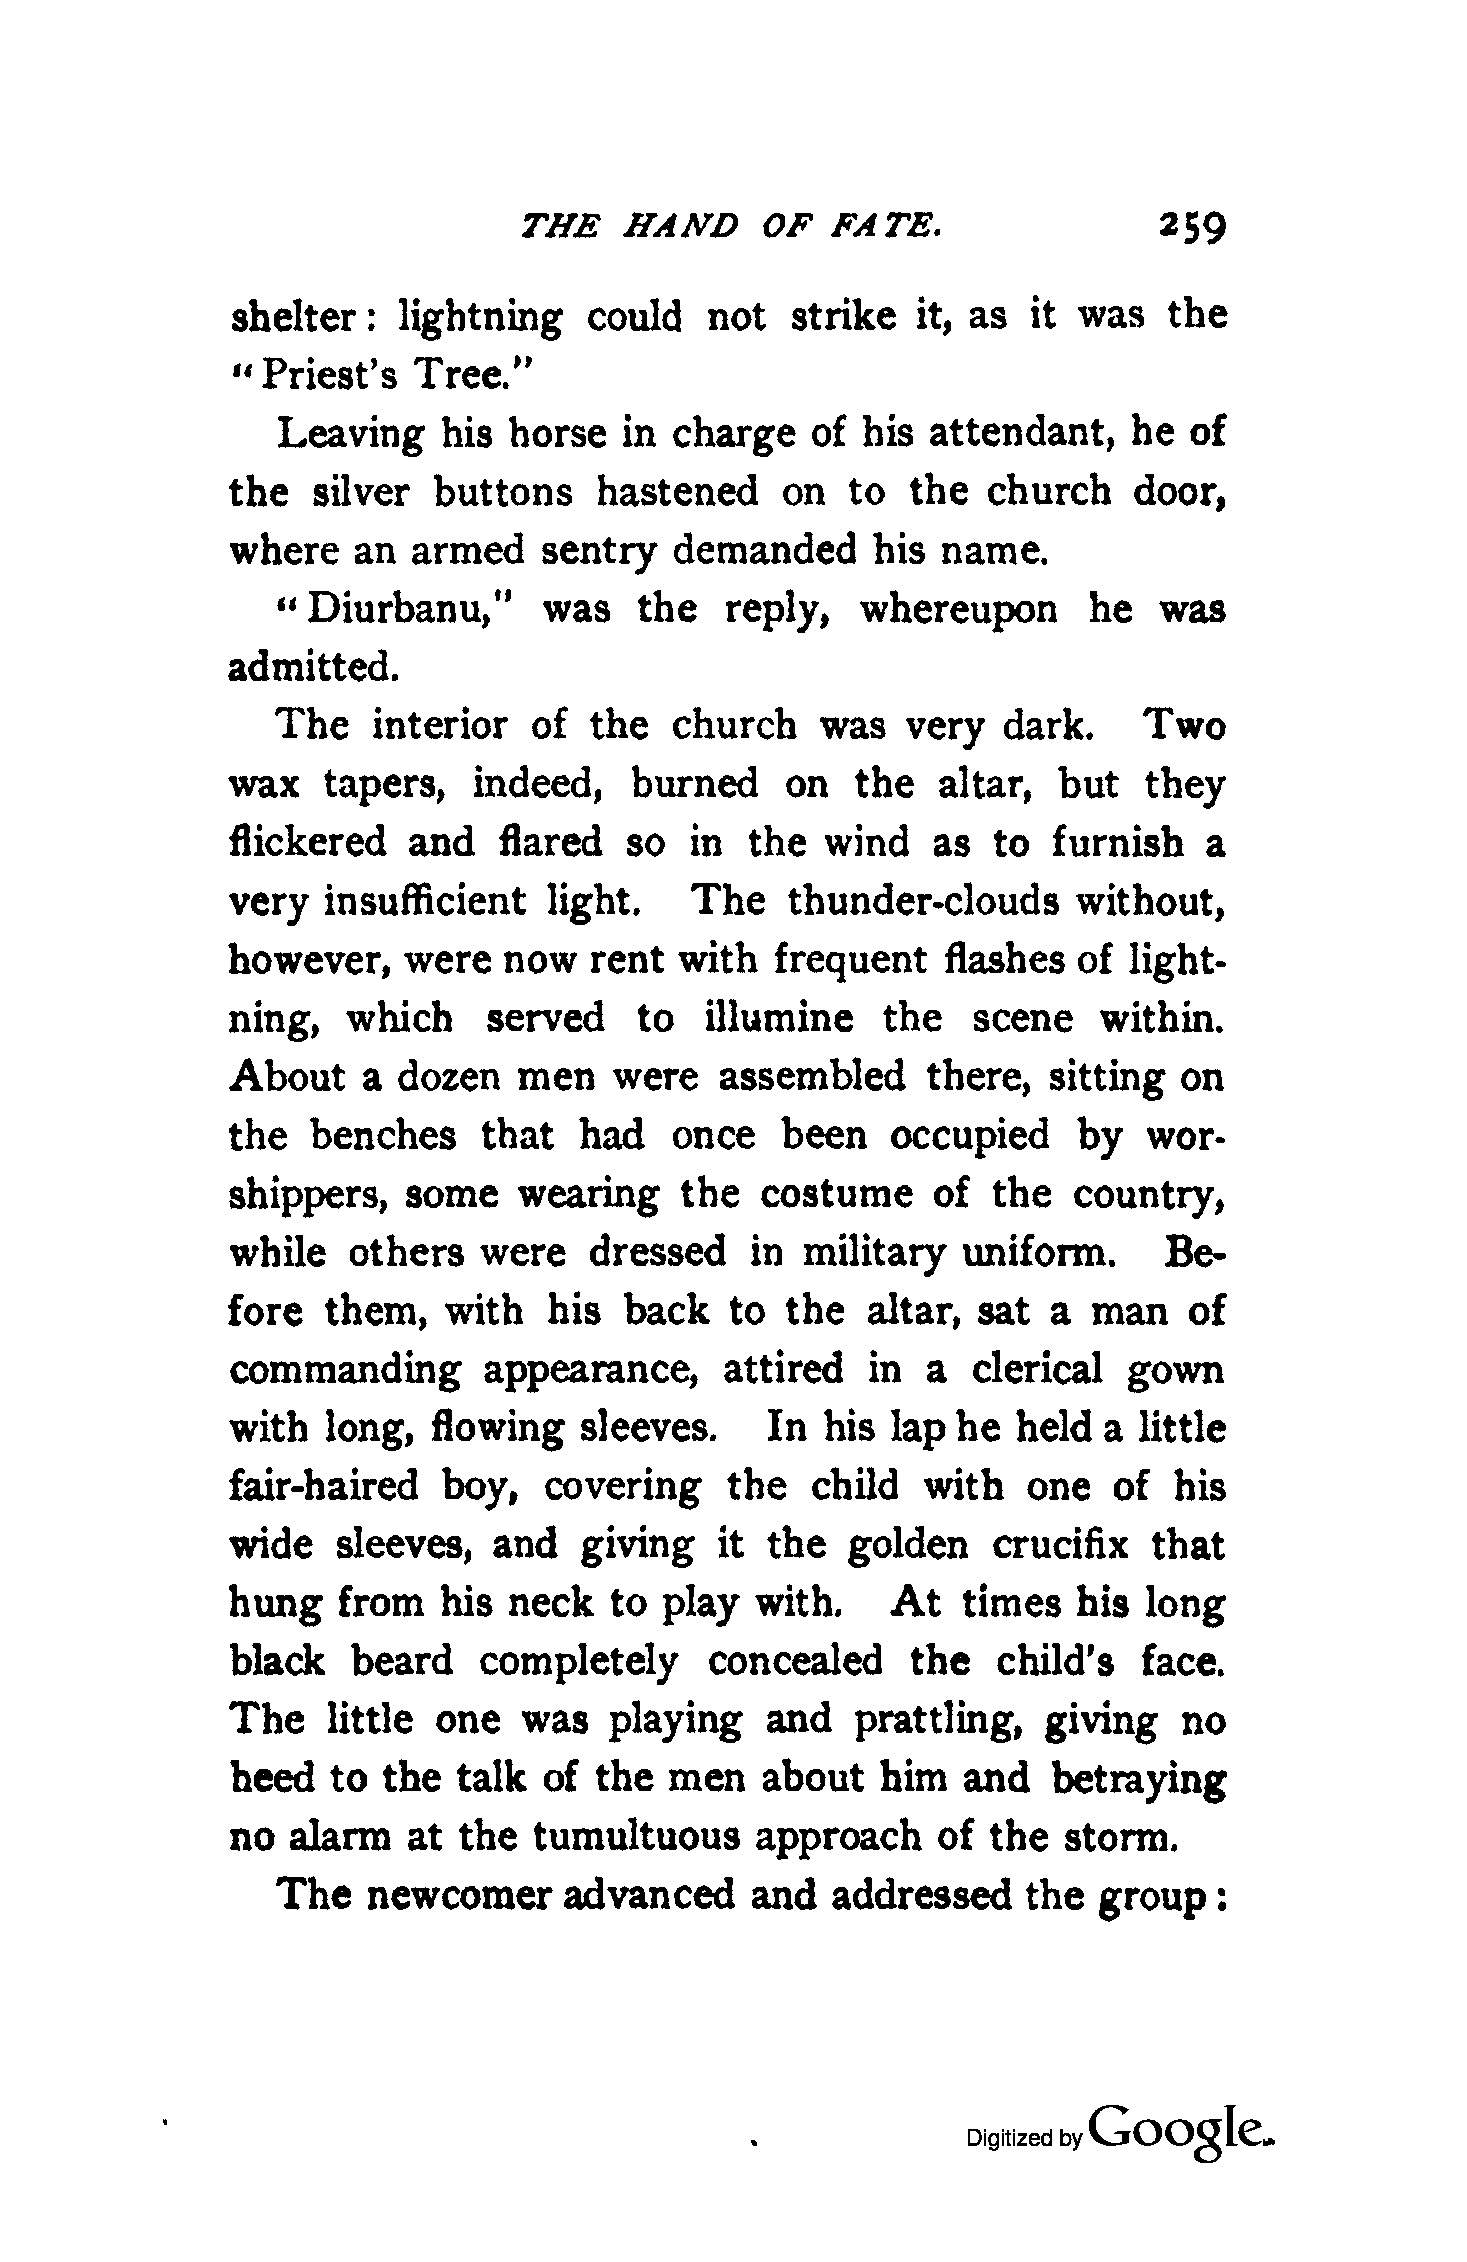 THE HAND OF FATE. 259
shelter: lightning could not strike it, as it was the
"Priest's Tree."
Leaving his horse in charge of his attendant, he of
the silver buttons hastened on to the church door,
where an armed sentry demanded his name.
"Diurbanu," was the reply, whereupon he was
admitted.
The interior of the church was very dark. Two
wax tapers, indeed, burned on the altar, but they
flickered and flared so in the wind as to furnish a
very insufficient light. The thunder-clouds without,
however, were now rent with frequent flashes of light-
ning, which served to illumine the scene within.
About a dozen men were assembled there, sitting on
the benches that had once been occupied by wor-
shippers, some wearing the costume of the country,
while others were dressed in military uniform. Be-
fore them, with his back to the altar, sat a man of
commanding appearance, attired in a clerical gown
with long, flowing sleeves. In his lap he held a little
fair-haired boy, covering the child with one of his
wide sleeves, and giving it the golden crucifix that
hung from his neck to play with. At times his long
black beard completely concealed the child's face.
The little one was playing and prattling, giving no
heed to the talk of the men about him and betraying
no alarm at the tumultuous approach of the storm.
The newcomer advanced and addressed the group:
Digitized by Google